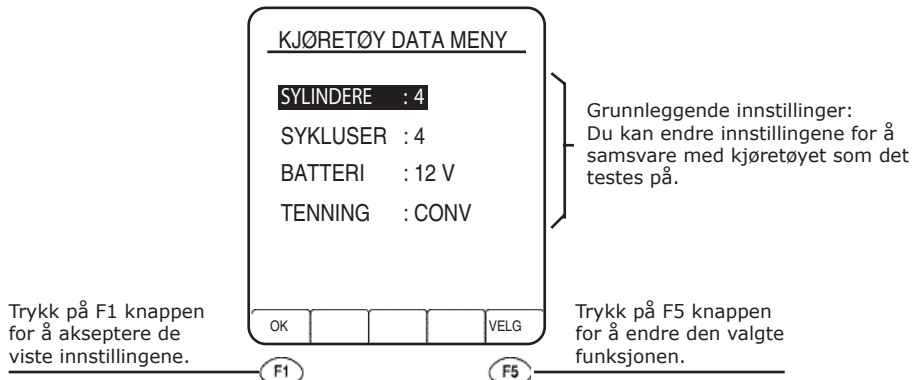 KJØRETØY DATA MENY
SYLINDERE : 4
SYKLUSER : 4
BATTERI : 12 V
TENNING : CONV
Grunnleggende innstillinger:
Du kan endre innstillingene for å
samsvare med kjøretøyet som det
testes på.
OK
VELG
Trykk på F1 knappen
for å akseptere de
viste innstillingene.
F1
Trykk på F5 knappen
for å endre den valgte
funksjonen.
F5